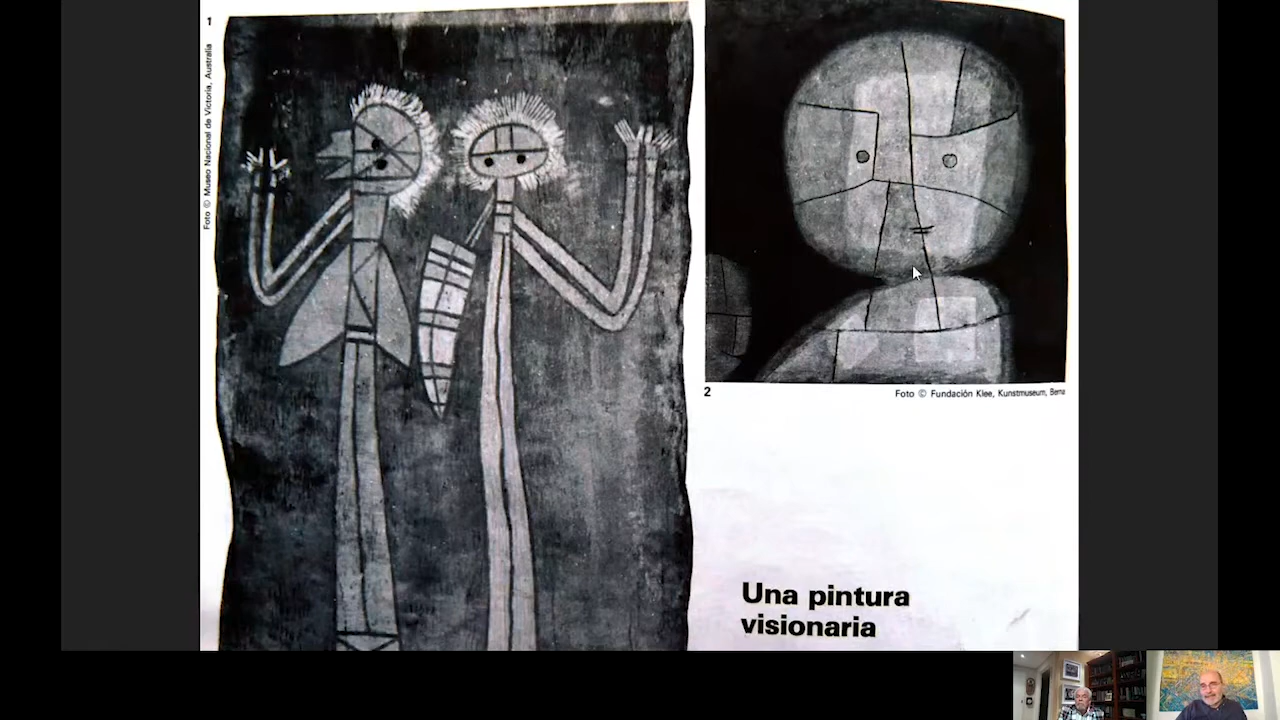 1
Foto © Museo Nacional de Victoria, Australia
2
Foto © Fundación Klee, Kunstmuseum, Berna
Una pintura
visionaria